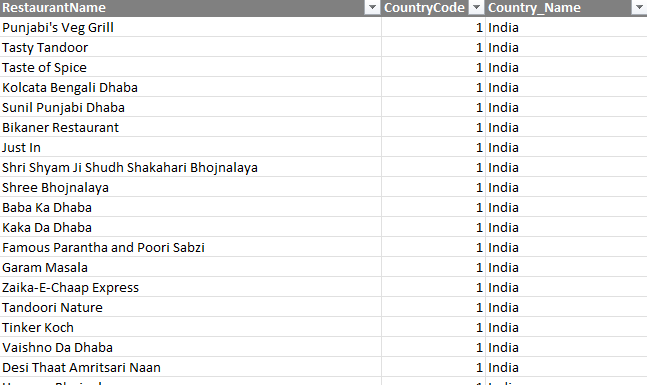 RestaurantName CountryCode Country_Name
Punjabi's Veg Grill 1 India
Tasty Tandoor 1 India
Taste of Spice 1 India
Kolcata Bengali Dhaba 1 India
Sunil Punjabi Dhaba 1 India
Bikaner Restaurant 1 India
Just In 1 India
Shri Shyam Ji Shudh Shakahari Bhojnalaya 1 India
Shree Bhojnalaya 1 India
Baba Ka Dhaba 1 India
Kaka Da Dhaba 1 India
Famous Parantha and Poori Sabzi 1 India
Garam Masala 1 India
Zaika-E-Chaap Express 1 India
Tandoori Nature 1 India
Tinker Koch 1 India
Vaishno Da Dhaba 1 India
Desi Thaat Amritsari Naan 1 India
1 India